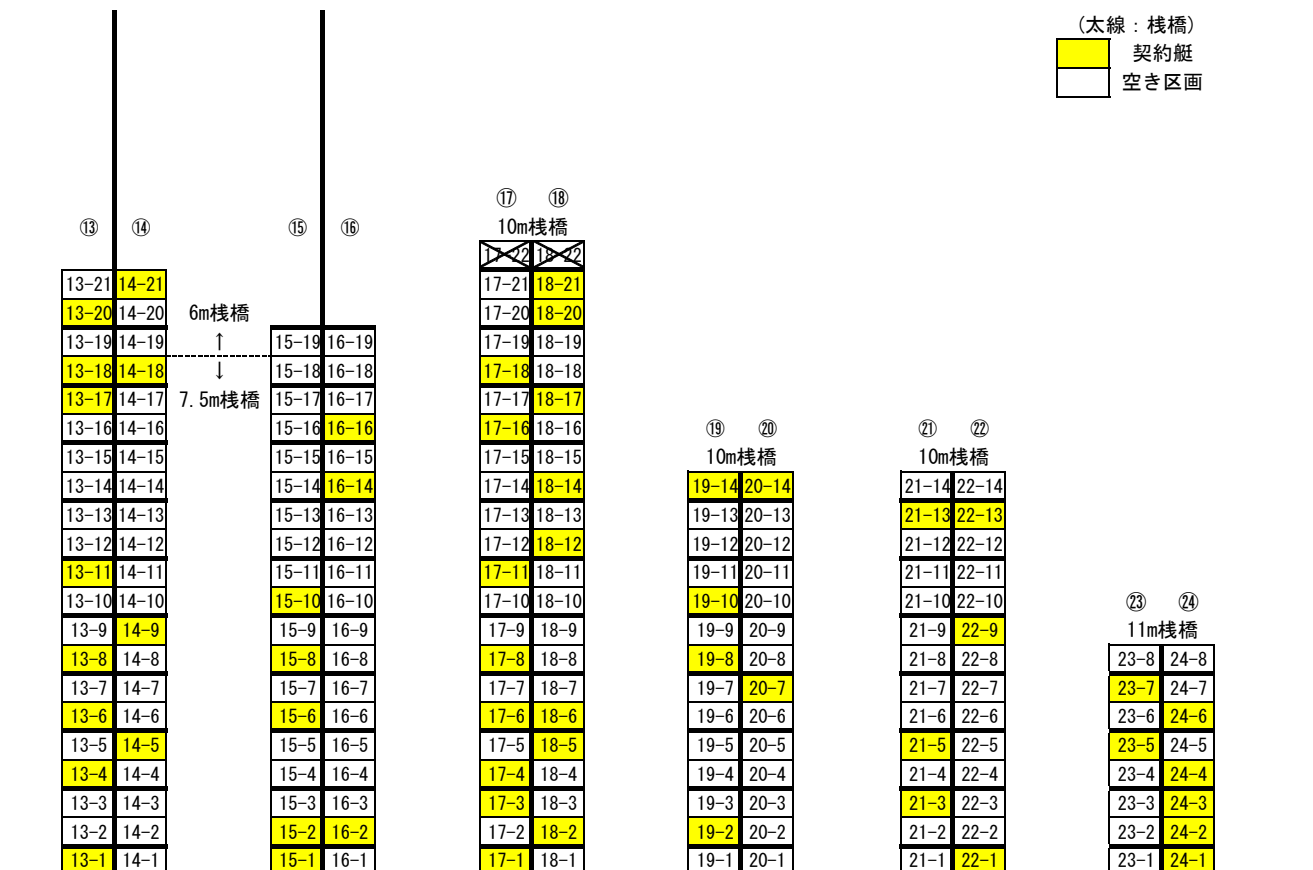 (太線：桟橋)
契約艇
空き区画
⑰ ⑱
⑬ ⑭ ⑮ ⑯ 10m桟橋
17-22 18-22
13-21 14-21 17-21 18-21
13-20 14-20 6m桟橋 17-20 18-20
13-19 14-19 ↑ 15-19 16-19 17-19 18-19
13-18 14-18 ↓ 15-18 16-18 17-18 18-18
13-17 14-17 7.5m桟橋 15-17 16-17 17-17 18-17
13-16 14-16 15-16 16-16 17-16 18-16 ⑲ ⑳ ㉑ ㉒
13-15 14-15 15-15 16-15 17-15 18-15 10m桟橋 10m桟橋
13-14 14-14 15-14 16-14 17-14 18-14 19-14 20-14 21-14 22-14
13-13 14-13 15-13 16-13 17-13 18-13 19-13 20-13 21-13 22-13
13-12 14-12 15-12 16-12 17-12 18-12 19-12 20-12 21-12 22-12
13-11 14-11 15-11 16-11 17-11 18-11 19-11 20-11 21-11 22-11
13-10 14-10 15-10 16-10 17-10 18-10 19-10 20-10 21-10 22-10 ㉓ ㉔
13-9 14-9 15-9 16-9 17-9 18-9 19-9 20-9 21-9 22-9 11m桟橋
13-8 14-8 15-8 16-8 17-8 18-8 19-8 20-8 21-8 22-8 23-8 24-8
13-7 14-7 15-7 16-7 17-7 18-7 19-7 20-7 21-7 22-7 23-7 24-7
13-6 14-6 15-6 16-6 17-6 18-6 19-6 20-6 21-6 22-6 23-6 24-6
13-5 14-5 15-5 16-5 17-5 18-5 19-5 20-5 21-5 22-5 23-5 24-5
13-4 14-4 15-4 16-4 17-4 18-4 19-4 20-4 21-4 22-4 23-4 24-4
13-3 14-3 15-3 16-3 17-3 18-3 19-3 20-3 21-3 22-3 23-3 24-3
13-2 14-2 15-2 16-2 17-2 18-2 19-2 20-2 21-2 22-2 23-2 24-2
13-1 14-1 15-1 16-1 17-1 18-1 19-1 20-1 21-1 22-1 23-1 24-1